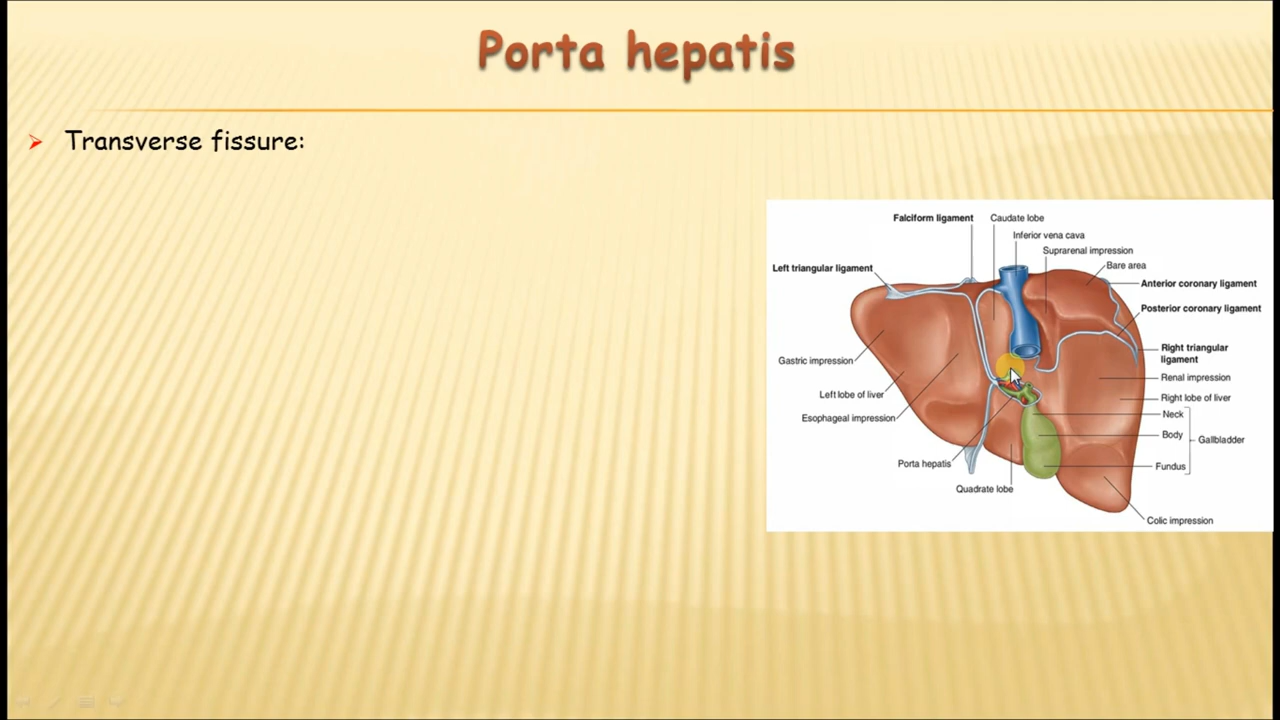 Porta hepatis
Transverse fissure:
Falciform ligament
Caudate lobe
Inferior vena cava
Suprarenal impression
Bare area
Left triangular ligament
Anterior coronary ligament
Posterior coronary ligament
Right triangular
ligament
Gastric impression
Renal impression
Left lobe of liver
Right lobe of liver
Esophageal impression
Neck
Body
Gallbladder
Porta hepatis
Fundus
Quadrate lobe
Colic impression